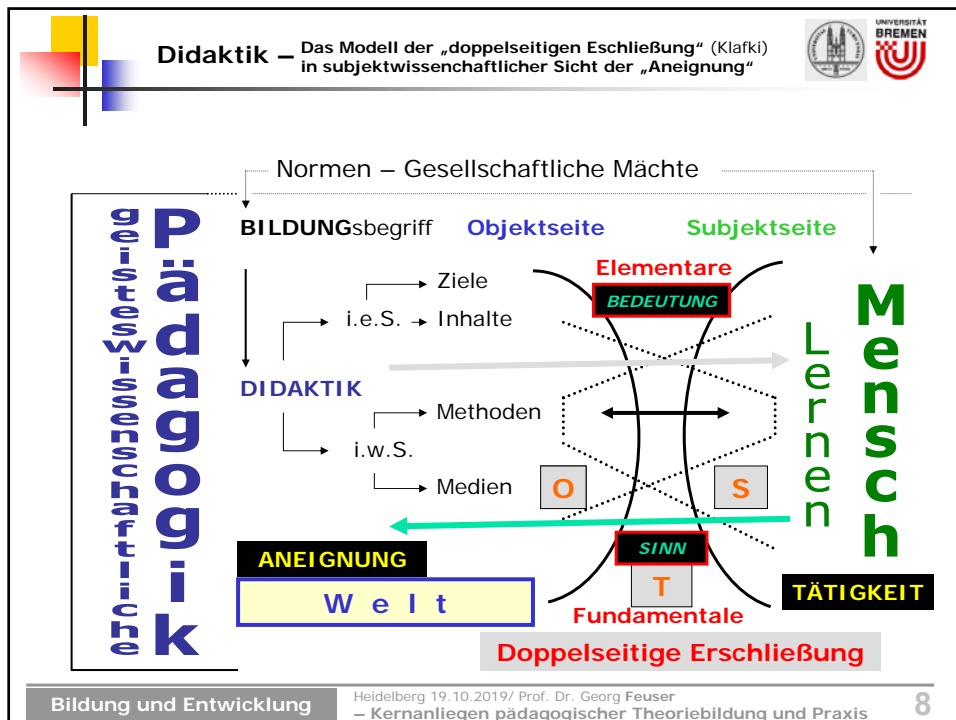 Didaktik – Das Modell der „doppelseitigen Eschließung“ (Klafki)
in subjektwissenchaftlicher Sicht der „Aneignung“
UNIVERSITÄT
BREMEN
Normen – Gesellschaftliche Mächte
geisteswissenschaftliche
Pädagogik
BILDUNGsbegriff
Objektseite
Subjektseite
Elementare
BEDEUTUNG
Ziele
i.e.S.
Inhalte
DIDAKTIK
Methoden
i.w.S.
Medien
O
S
Lernen
Mensch
SINN
T
Fundamentale
ANEIGNUNG
Welt
TÄTIGKEIT
Doppelseitige Erschließung
Bildung und Entwicklung
Heidelberg 19.10.2019/ Prof. Dr. Georg Feuser
– Kernanliegen pädagogischer Theoriebildung und Praxis
8